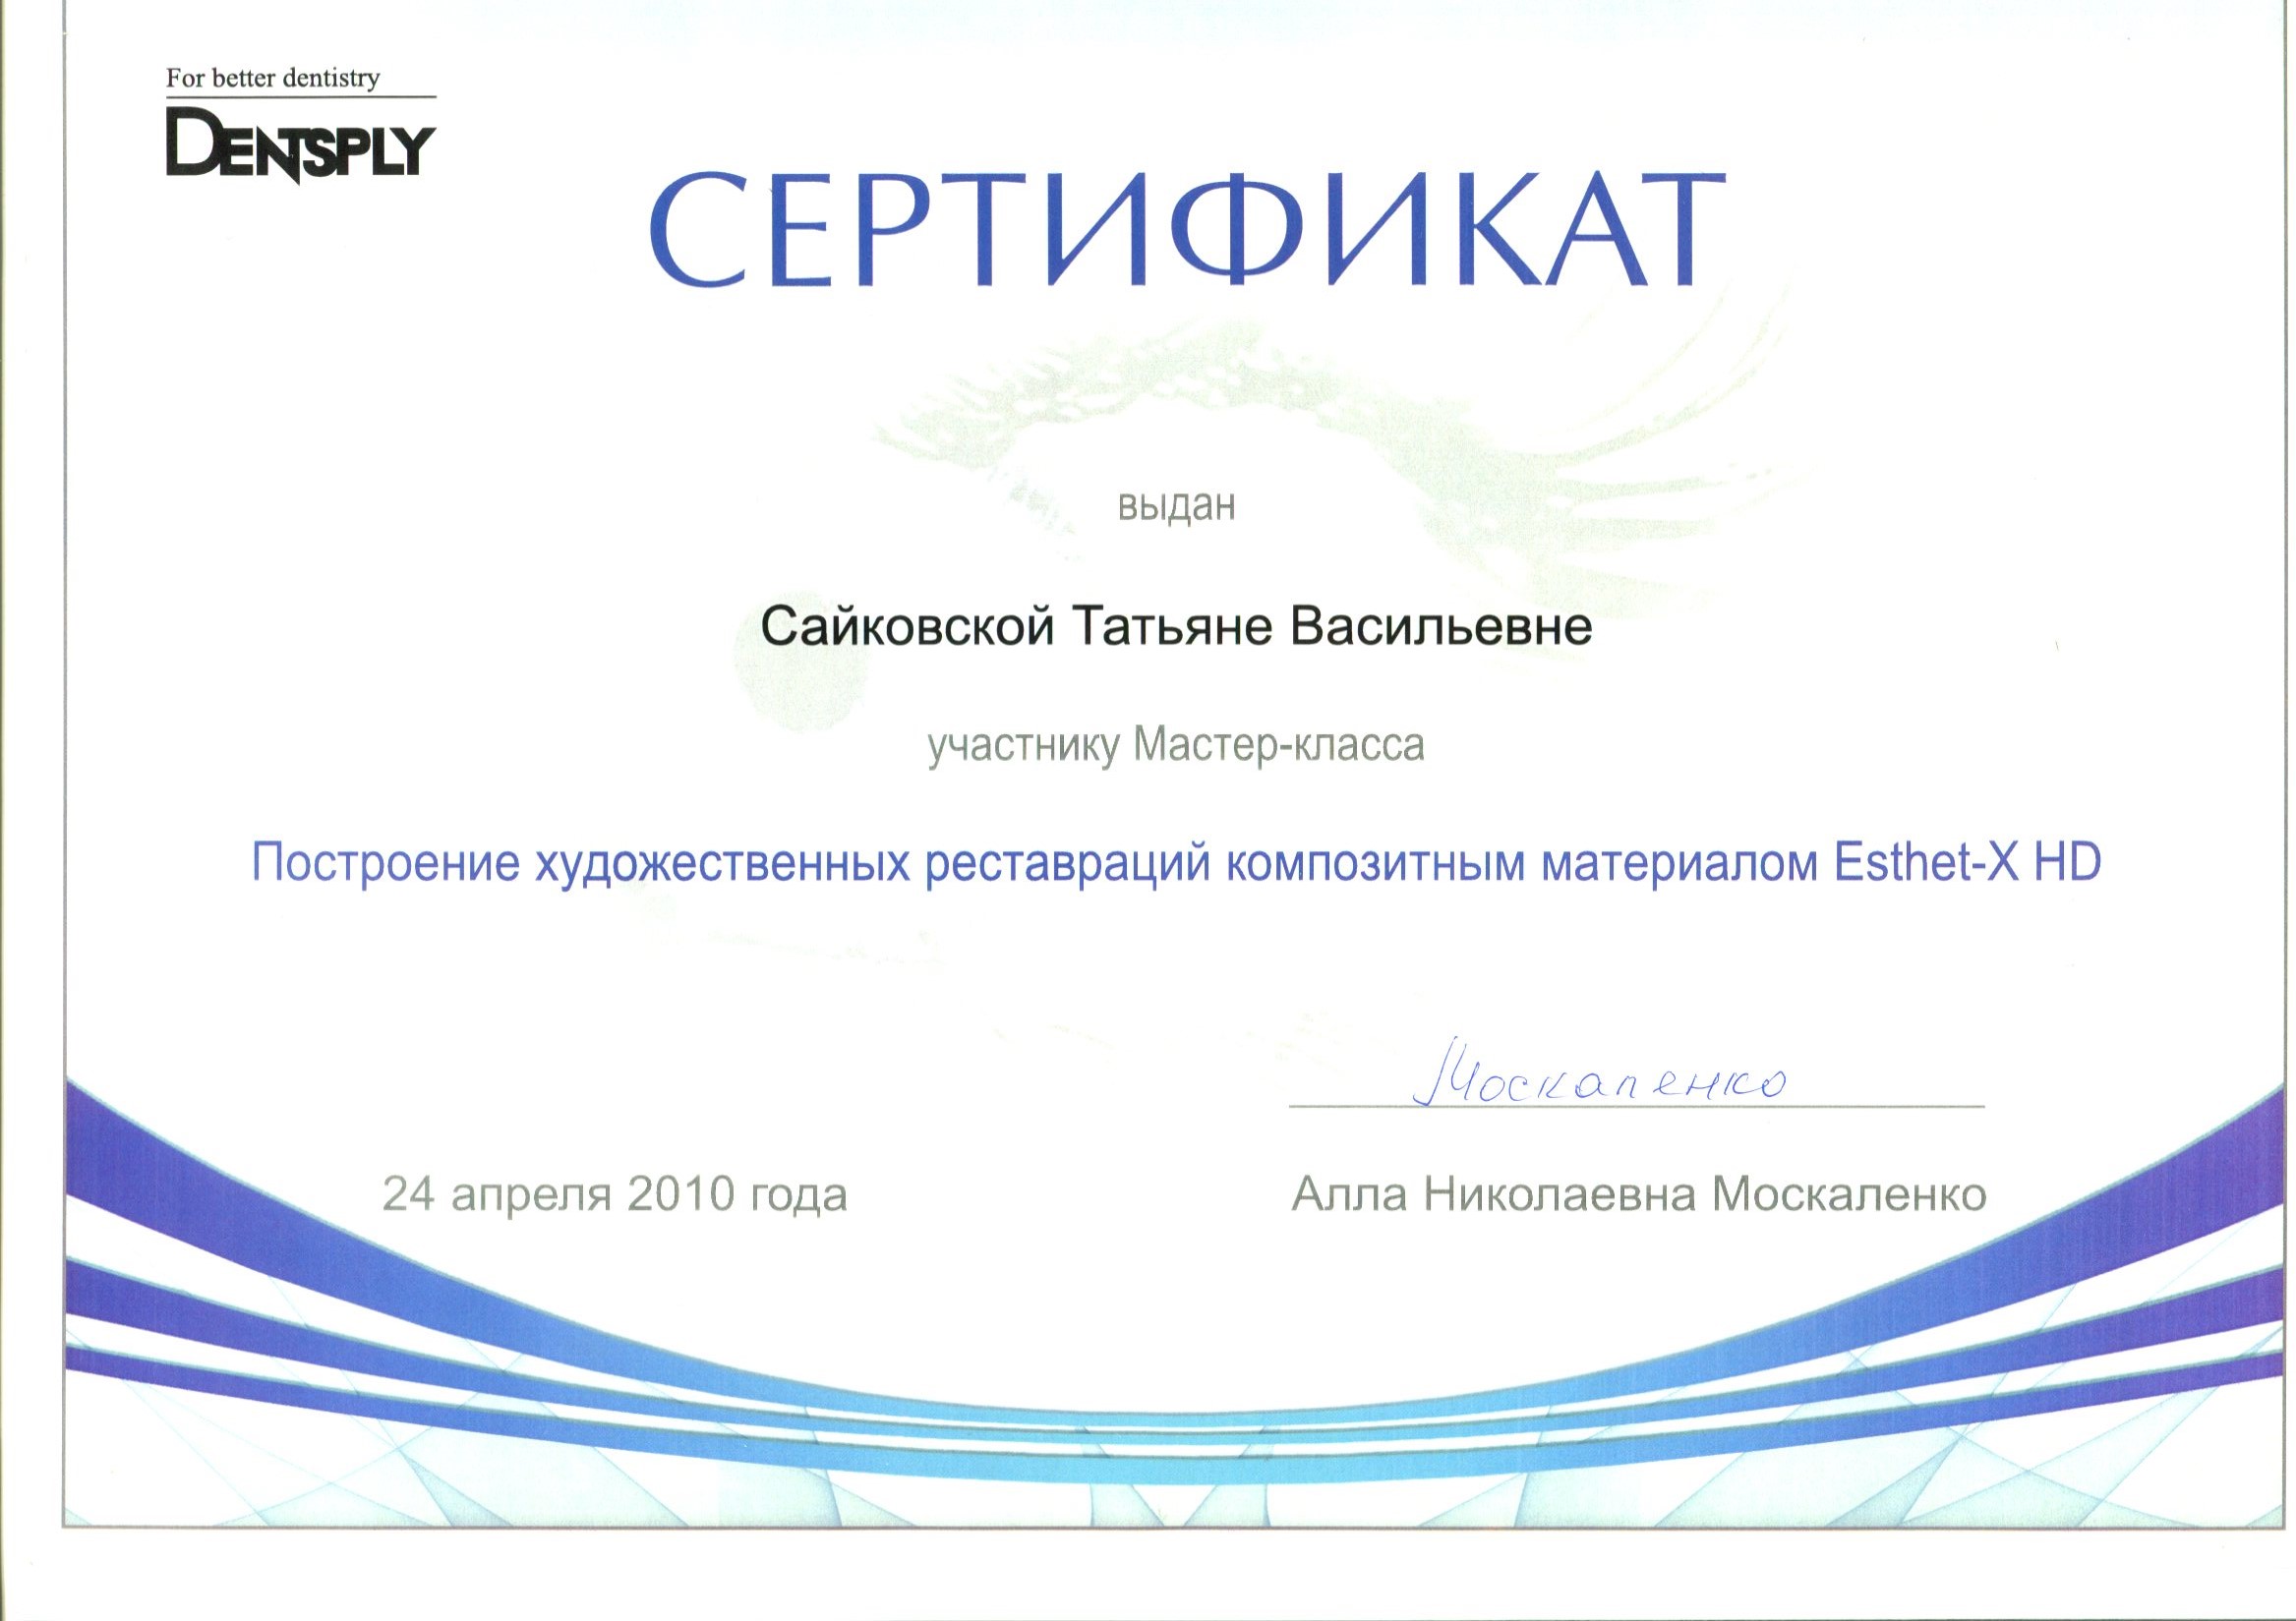 For better dentistry
DENTSPLY
СЕРТИФИКАТ
выдан
Сайковской Татьяне Васильевне
участнику Мастер-класса
Построение художественных реставраций композитным материалом Esthet-X HD
Москаленко
24 апреля 2010 года
Алла Николаевна Москаленко